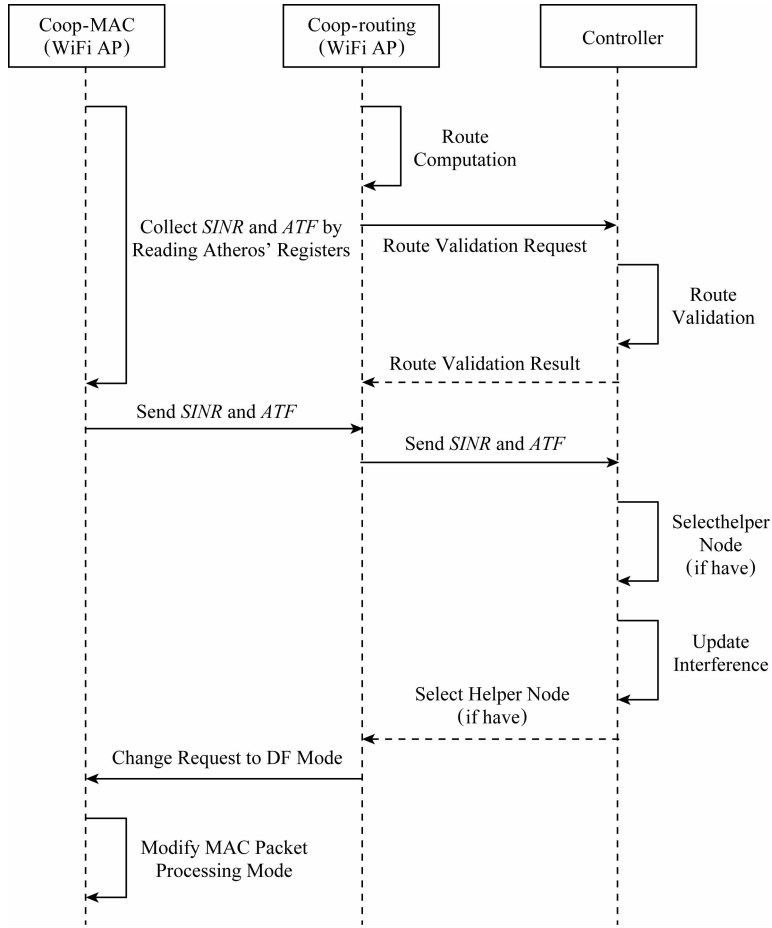 Coop-MAC
(WiFi AP)
Coop-routing
(WiFi AP)
Controller
Route
Computation
Collect SINR and ATF by
Reading Atheros’ Registers
Route Validation Request
Route
Validation
Route Validation Result
Send SINR and ATF
Send SINR and ATF
Selecthelper
Node
(if have)
Update
Interference
Select Helper Node
(if have)
Change Request to DF Mode
Modify MAC Packet
Processing Mode